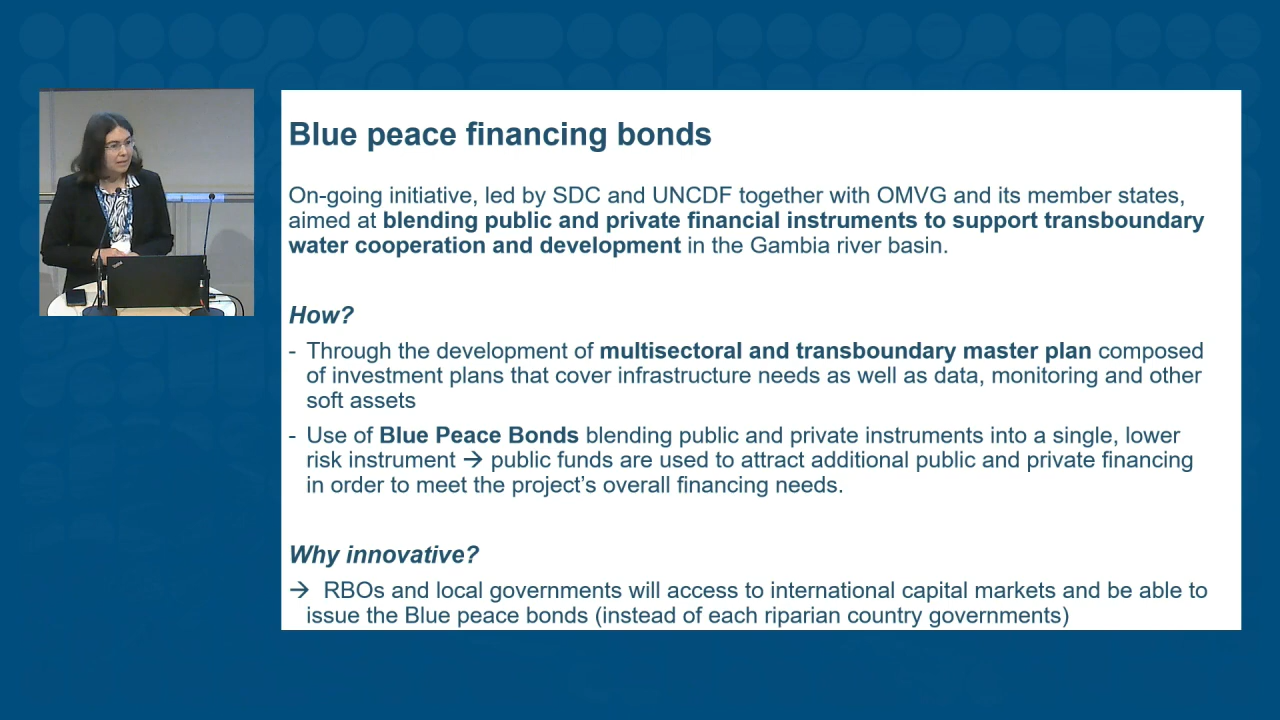 Blue peace financing bonds
On-going initiative, led by SDC and UNCDF together with OMVG and its member states,
aimed at blending public and private financial instruments to support transboundary
water cooperation and development in the Gambia river basin.
How?
- Through the development of multisectoral and transboundary master plan composed
of investment plans that cover infrastructure needs as well as data, monitoring and other
soft assets
- Use of Blue Peace Bonds blending public and private instruments into a single, lower
risk instrument → public funds are used to attract additional public and private financing
in order to meet the project's overall financing needs.
Why innovative?
→ RBOs and local governments will access to international capital markets and be able to
issue the Blue peace bonds (instead of each riparian country governments)